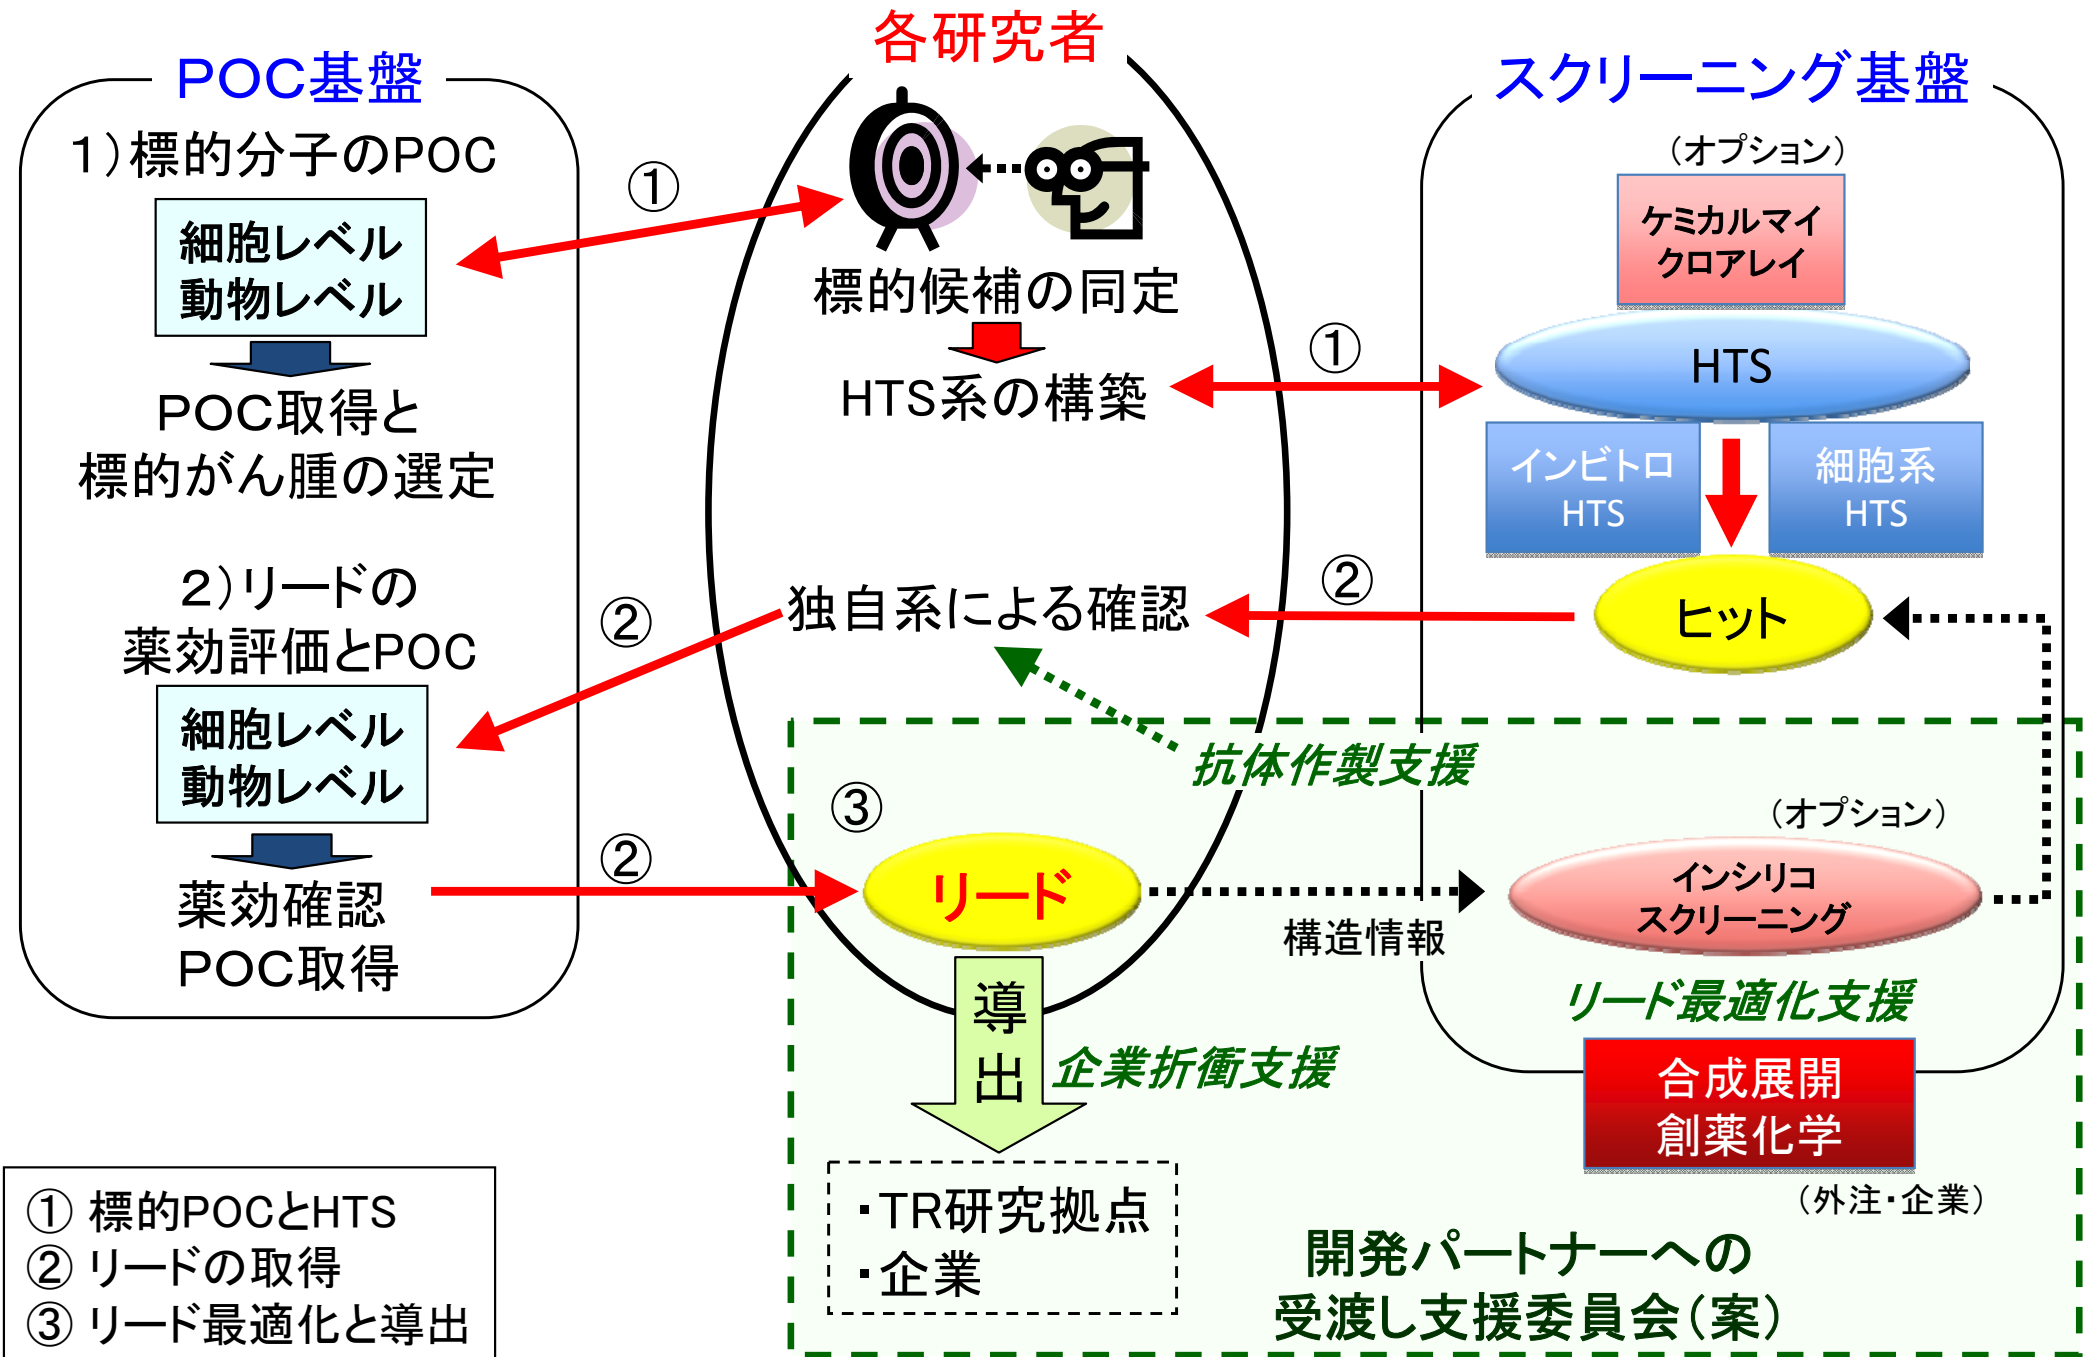 各研究者
POC基盤
1）標的分子のPOC
細胞レベル
動物レベル
POC取得と
標的がん腫の選定
2）リードの
薬効評価とPOC
細胞レベル
動物レベル
薬効確認
POC取得
①
標的候補の同定
HTS系の構築
①
②
独自系による確認
②
抗体作製支援
②
③
リード
構造情報
導出
企業折衝支援
・TR研究拠点
・企業
スクリーニング基盤
（オプション）
ケミカルマイ
クロアレイ
HTS
インビトロ
HTS
細胞系
HTS
ヒット
（オプション）
インシリコ
スクリーニング
リード最適化支援
合成展開
創薬化学
（外注・企業）
開発パートナーへの
受渡し支援委員会（案）
① 標的POCとHTS
② リードの取得
③ リード最適化と導出